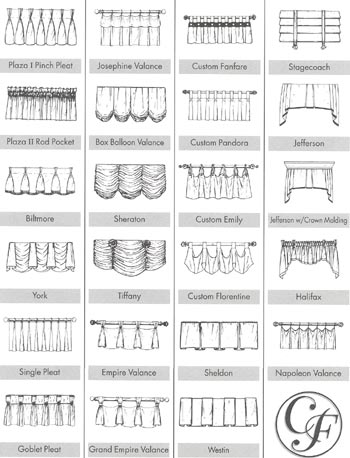 Plaza I Pinch Pleat
Josephine Valance
Custom Fanfare
Stagecoach
Plaza II Rod Pocket
Box Balloon Valance
Custom Pandora
Jefferson
Biltmore
Sheraton
Custom Emily
Jefferson w/Crown Molding
York
Tiffany
Custom Florentine
Halifax
Single Pleat
Empire Valance
Sheldon
Napoleon Valance
Goblet Pleat
Grand Empire Valance
Westin
CF